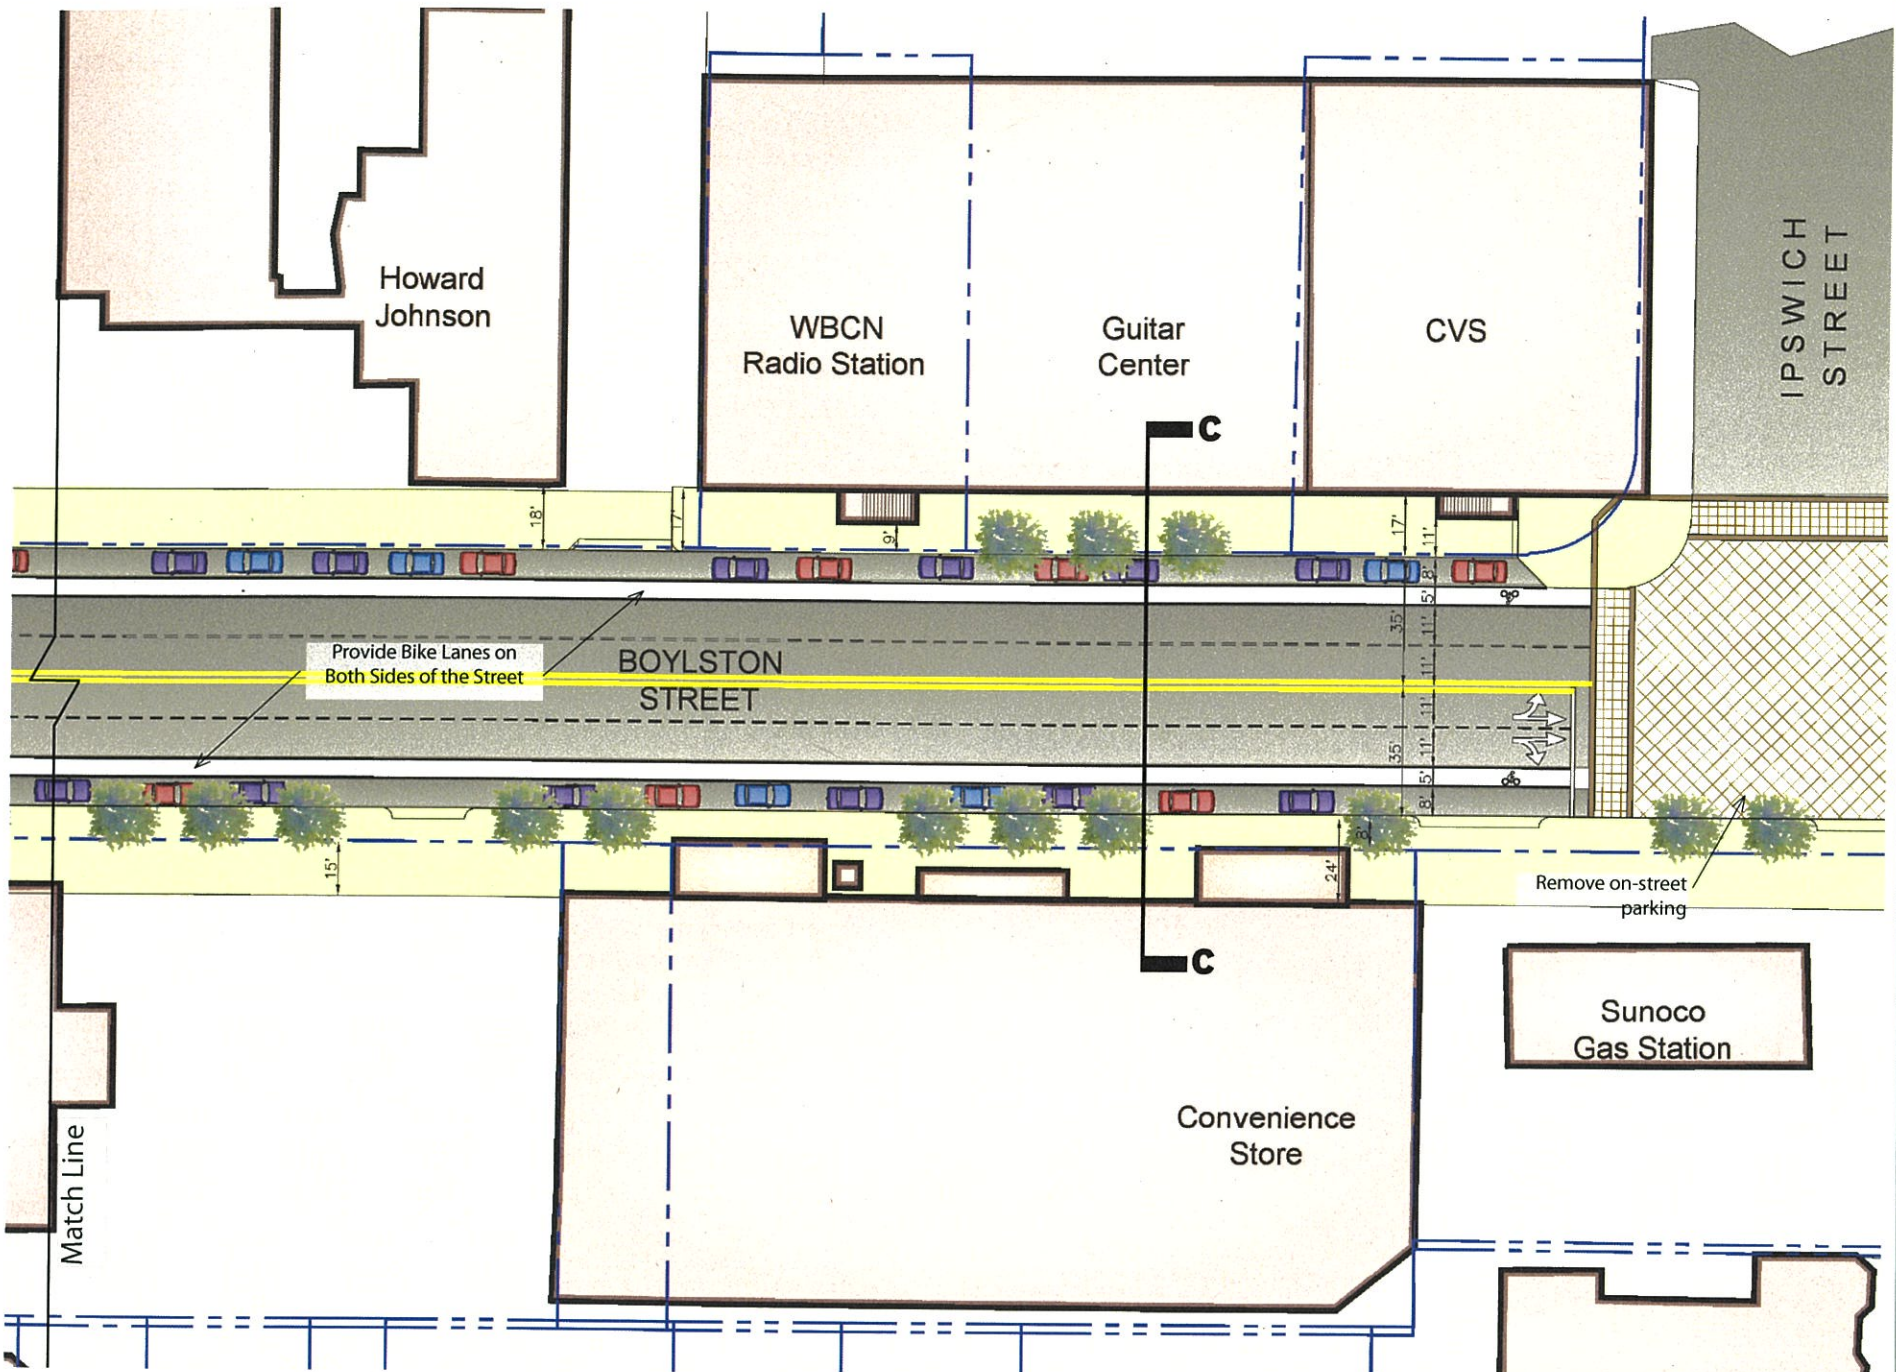 Howard
Johnson
WBCN
Radio Station
Guitar
Center
CVS
IPSWICH
STREET
C
18'
17'
9'
17'
11'
8'
5'
35'
11'
11'
Provide Bike Lanes on
Both Sides of the Street
BOYLSTON
STREET
11'
35'
11'
5'
8'
8'
15'
24'
Remove on-street
parking
C
Sunoco
Gas Station
Convenience
Store
Match Line